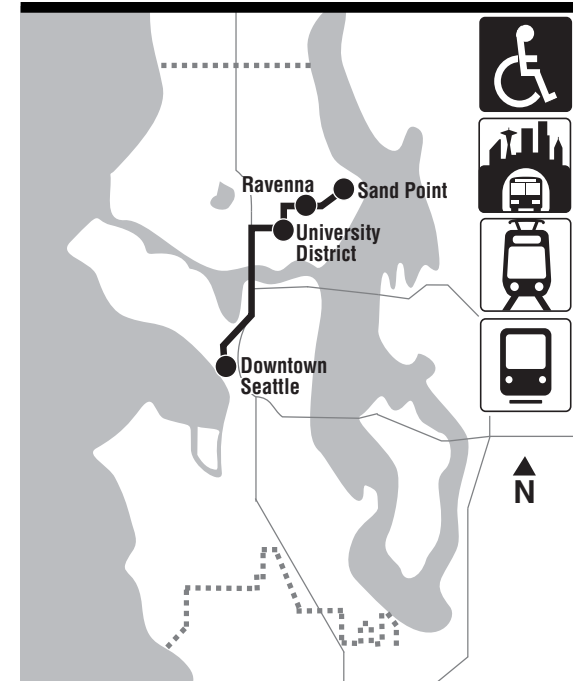 Ravenna
Sand Point
University
District
Downtown
Seattle
N